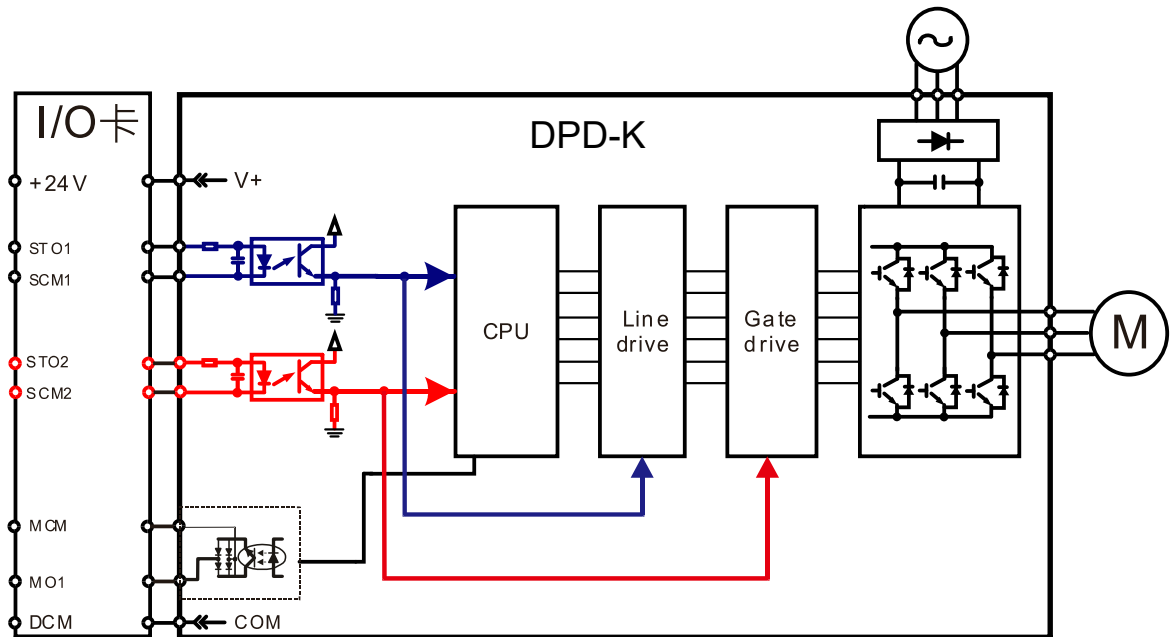 I/O卡
DPD-K
+24V
V+
STO1
SCM1
CPU
Line
drive
Gate
drive
M
STO2
SCM2
MCM
MO1
DCM
COM